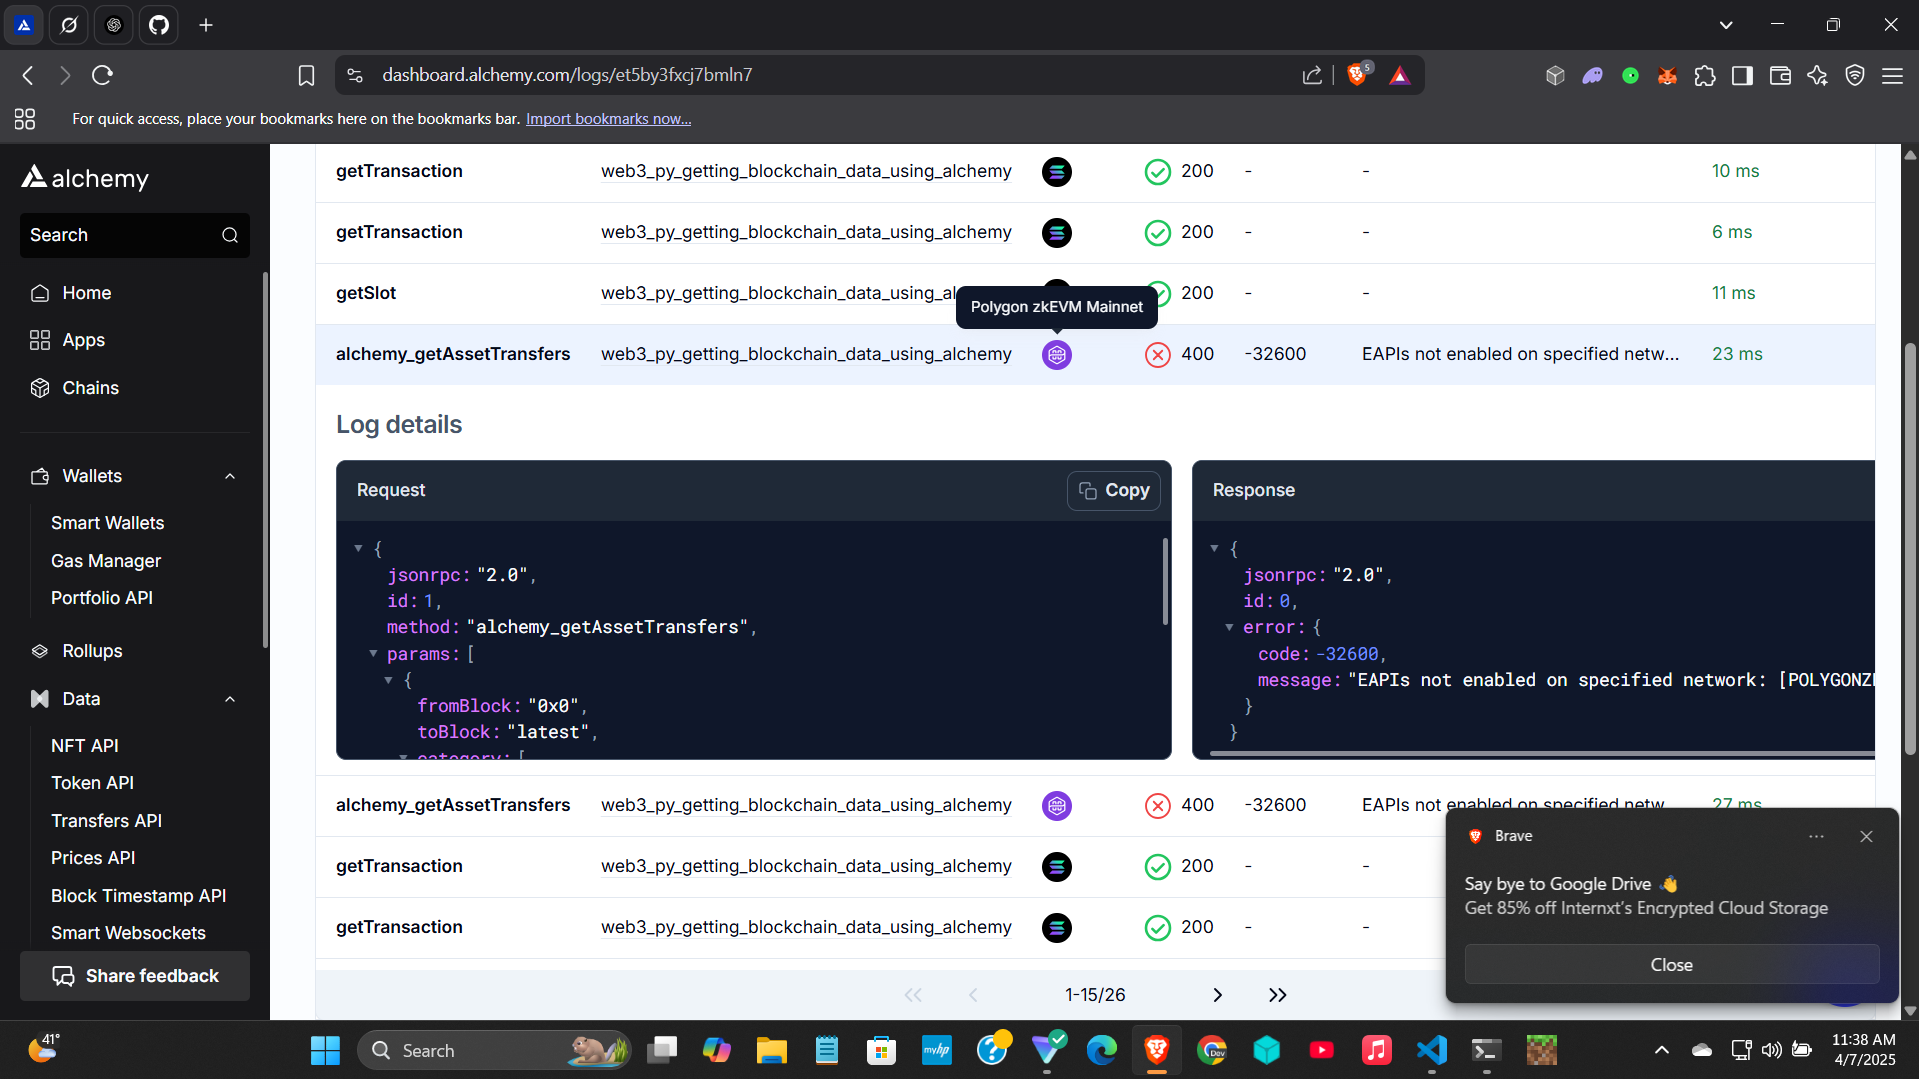 dashboard.alchemy.com/logs/et5by3fxcj7bmln7
5
For quick access, place your bookmarks here on the bookmarks bar. Import bookmarks now...
alchemy
Search
Home
Apps
Chains
Wallets
Smart Wallets
Gas Manager
Portfolio API
Rollups
Data
NFT API
Token API
Transfers API
Prices API
Block Timestamp API
Smart Websockets
Share feedback
getTransaction web3_py_getting_blockchain_data_using_alchemy 200 - - 10 ms
getTransaction web3_py_getting_blockchain_data_using_alchemy 200 - - 6 ms
getSlot web3_py_getting_blockchain_data_using_al 200 - - 11 ms
Polygon zkEVM Mainnet
alchemy_getAssetTransfers web3_py_getting_blockchain_data_using_alchemy 400 -32600 EAPIs not enabled on specified netw... 23 ms
Log details
Request
Copy
{
jsonrpc: "2.0",
id: 1,
method: "alchemy_getAssetTransfers",
params: [
{
fromBlock: "0x0",
toBlock: "latest",
category: [
Response
{
jsonrpc: "2.0",
id: 0,
error: {
code: -32600,
message: "EAPIs not enabled on specified network: [POLYGONZ
}
}
alchemy_getAssetTransfers web3_py_getting_blockchain_data_using_alchemy 400 -32600 EAPIs not enabled on specified netw... 27 ms
getTransaction web3_py_getting_blockchain_data_using_alchemy 200 - -
getTransaction web3_py_getting_blockchain_data_using_alchemy 200 - -
1-15/26
Brave
Say bye to Google Drive 👋
Get 85% off Internxt's Encrypted Cloud Storage
Close
41°
Search
myhp
Dev
11:38 AM
4/7/2025